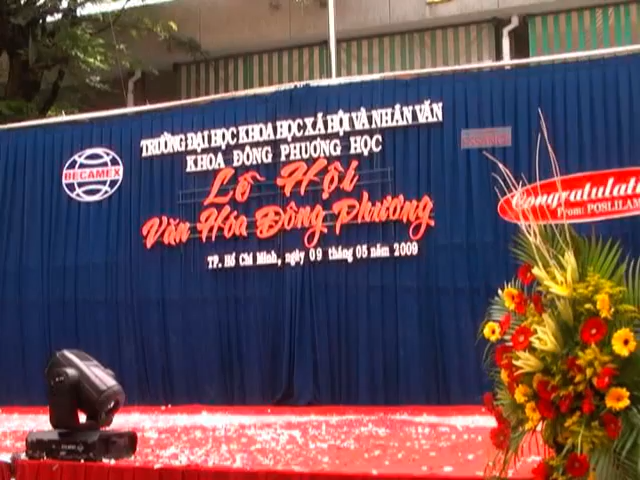 TRƯỜNG ĐẠI HỌC KHOA HỌC XÃ HỘI VÀ NHÂN VĂN
KHOA ĐÔNG PHƯƠNG HỌC
BECAMEX
Lễ Hội
Văn Hóa Đông Phương
TP. Hồ Chí Minh, ngày 09 tháng 05 năm 2009
Congratulati
From: POSLILAM